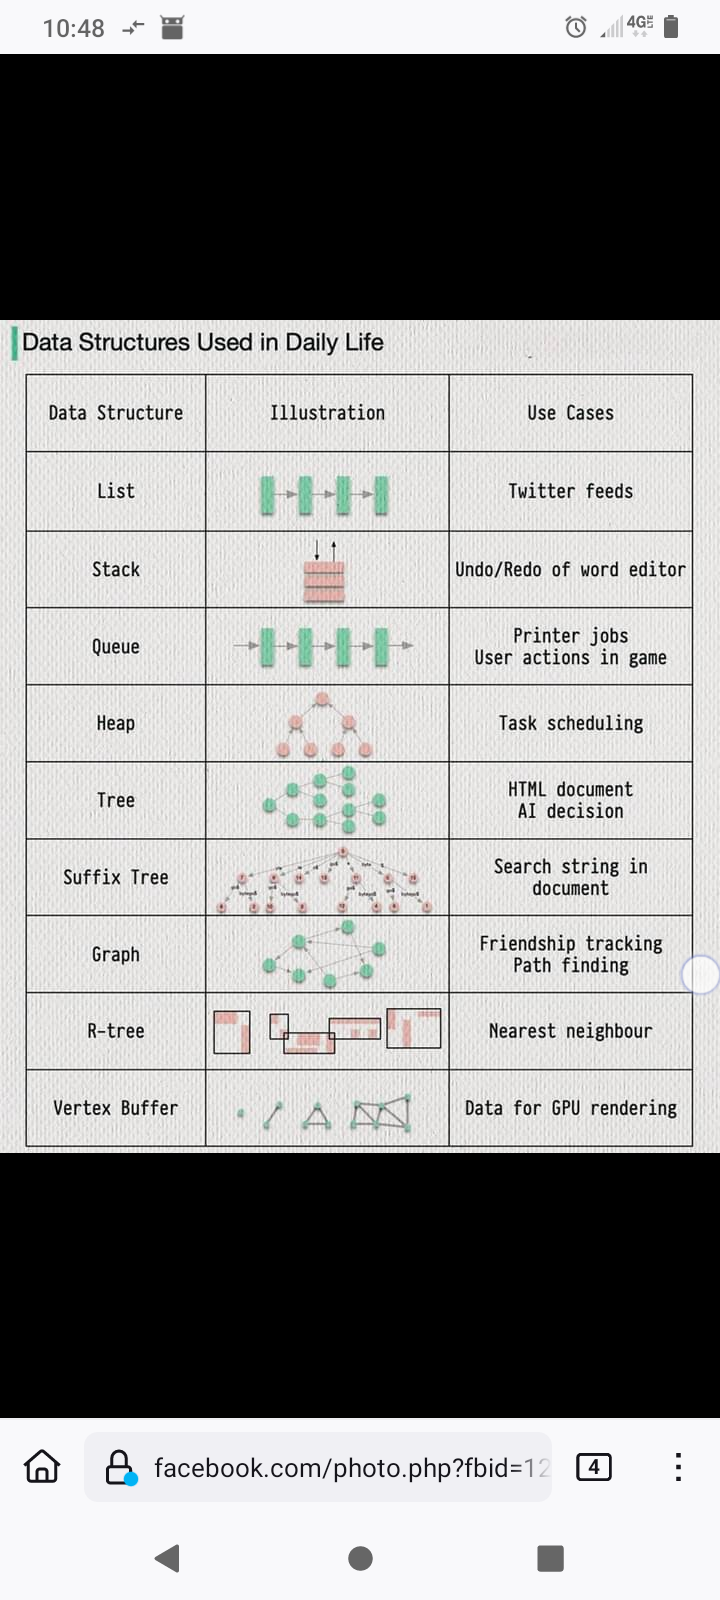 10:48
4G LTE
Data Structures Used in Daily Life
Data Structure
Illustration
Use Cases
List
Twitter feeds
Stack
Undo/Redo of word editor
Queue
Printer jobs
User actions in game
Heap
Task scheduling
Tree
HTML document
AI decision
Suffix Tree
Search string in
document
Graph
Friendship tracking
Path finding
R-tree
Nearest neighbour
Vertex Buffer
Data for GPU rendering
facebook.com/photo.php?fbid=12
4